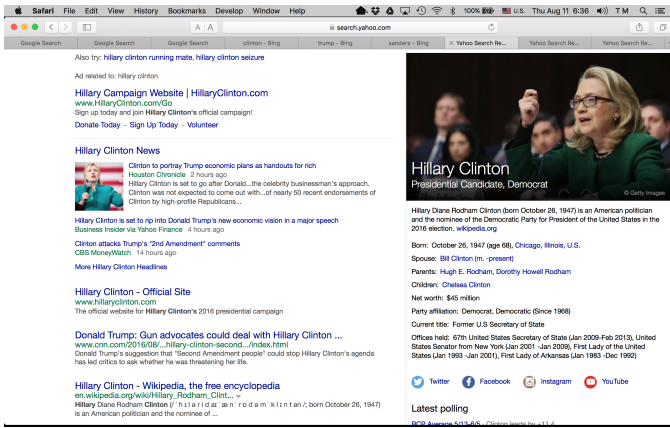 Safari File Edit View History Bookmarks Develop Window Help 100% U.S. Thu Aug 11 6:36 T M
A A search.yahoo.com
Google Search Google Search Google Search clinton - Bing trump - Bing sanders - Bing Yahoo Search Re... Yahoo Search Re... Yahoo Search Re...
Also try: hillary clinton running mate, hillary clinton seizure
Ad related to: hillary clinton
Hillary Campaign Website | HillaryClinton.com
www.HillaryClinton.com/Go
Sign up today and join Hillary Clinton's official campaign!
Donate Today - Sign Up Today - Volunteer
Hillary Clinton News
Clinton to portray Trump economic plans as handouts for rich
Houston Chronicle 2 hours ago
Hillary Clinton is set to go after Donald...the celebrity businessman's approach.
Clinton was not expected to come out with...of nearly 50 recent endorsements of
Clinton by high-profile Republicans...
Hillary Clinton is set to rip into Donald Trump's new economic vision in a major speech
Business Insider via Yahoo Finance 4 hours ago
Clinton attacks Trump's "2nd Amendment" comments
CBS MoneyWatch 14 hours ago
More Hillary Clinton Headlines
Hillary Clinton - Official Site
www.hillaryclinton.com
The official website for Hillary Clinton's 2016 presidential campaign
Donald Trump: Gun advocates could deal with Hillary Clinton ...
www.cnn.com/2016/08/...hillary-clinton-second.../index.html
Donald Trump's suggestion that "Second Amendment people" could stop Hillary Clinton's agenda
has led critics to ask whether he was threatening her life.
Hillary Clinton - Wikipedia, the free encyclopedia
en.wikipedia.org/wiki/Hillary_Rodham_Clint...
Hillary Diane Rodham Clinton (/ˈhɪləri daɪˈæn ˈrɒdəm ˈklɪntən/; born October 26, 1947)
is an American politician and the nominee of ...
Hillary Clinton
Presidential Candidate, Democrat
© Getty Images
Hillary Diane Rodham Clinton (born October 26, 1947) is an American politician
and the nominee of the Democratic Party for President of the United States in the
2016 election. wikipedia.org
Born: October 26, 1947 (age 68), Chicago, Illinois, U.S.
Spouse: Bill Clinton (m. -present)
Parents: Hugh E. Rodham, Dorothy Howell Rodham
Children: Chelsea Clinton
Net worth: $45 million
Party affiliation: Democrat, Democratic (Since 1968)
Current title: Former U.S Secretary of State
Offices held: 67th United States Secretary of State (Jan 2009-Feb 2013), United
States Senator from New York (Jan 2001 -Jan 2009), First Lady of the United
States (Jan 1993 -Jan 2001), First Lady of Arkansas (Jan 1983 -Dec 1992)
Twitter Facebook Instagram YouTube
Latest polling
RCP Average 5/13-6/5 - Clinton leads by +11.4